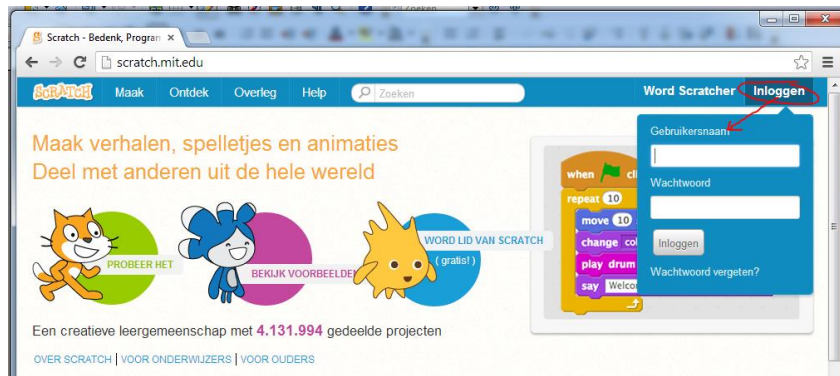 Scratch - Bedenk, Program
scratch.mit.edu
SCRATCH Maak Ontdek Overleg Help Zoeken Word Scratcher Inloggen
Maak verhalen, spelletjes en animaties
Deel met anderen uit de hele wereld
PROBEER HET
BEKIJK VOORBEELDEN
WORD LID VAN SCRATCH
( gratis! )
when cli
repeat 10
move 10
change col
play drum
say Welco
Gebruikersnaam
Wachtwoord
Inloggen
Wachtwoord vergeten?
Een creatieve leergemeenschap met 4.131.994 gedeelde projecten
OVER SCRATCH | VOOR ONDERWIJZERS | VOOR OUDERS